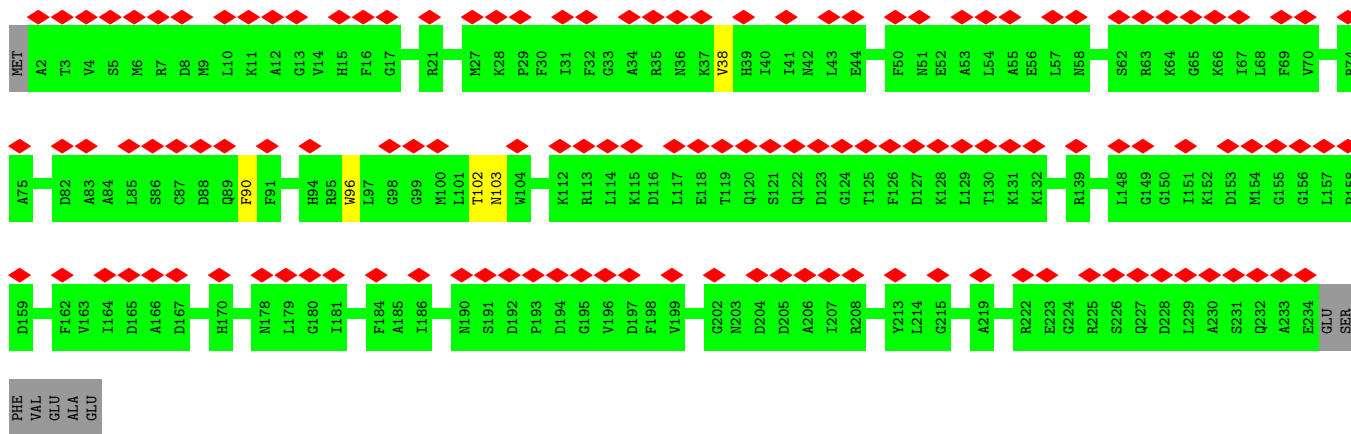 MET A2 T3 V4 S5 M6 R7 D8 M9 L10 K11 A12 G13 V14 H15 F16 G17 R21 M27 K28 P29 F30 I31 F32 G33 A34 R35 N36 K37 V38 H39 I40 I41 N42 L43 E44 F50 N51 E52 A53 L54 A55 E56 L57 N58 S62 R63 K64 G65 K66 I67 L68 F69 V70 R74
A75 D82 A83 A84 L85 S86 C87 D88 Q89 F90 F91 H94 R95 W96 L97 G98 G99 M100 L101 T102 N103 W104 K112 R113 L114 K115 D116 L117 E118 T119 Q120 S121 Q122 D123 G124 T125 F126 D127 K128 L129 T130 K131 K132 R139 L148 G149 G150 I151 K152 D153 M154 G155 G156 L157 R158
D159 F162 V163 I164 D165 A166 D167 H170 N178 L179 G180 I181 F184 A185 I186 N190 S191 D192 P193 D194 G195 V196 D197 F198 V199 G202 N203 D204 D205 A206 I207 R208 Y213 L214 G215 A219 R222 E223 G224 R225 S226 Q227 D228 L229 A230 S231 Q232 A233 E234 GLU SER
PHE VAL GLU ALA GLU